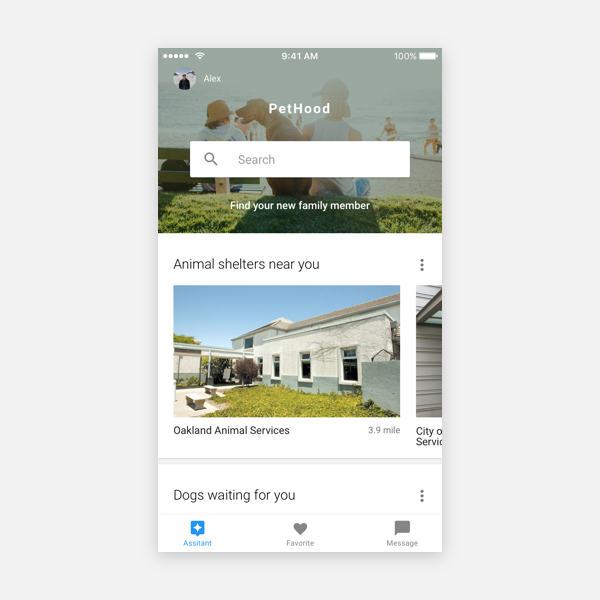 9:41 AM
100%
Alex
PetHood
Search
Find your new family member
Animal shelters near you
Oakland Animal Services
3.9 mile
City o
Servic
Dogs waiting for you
Assitant
Favorite
Message